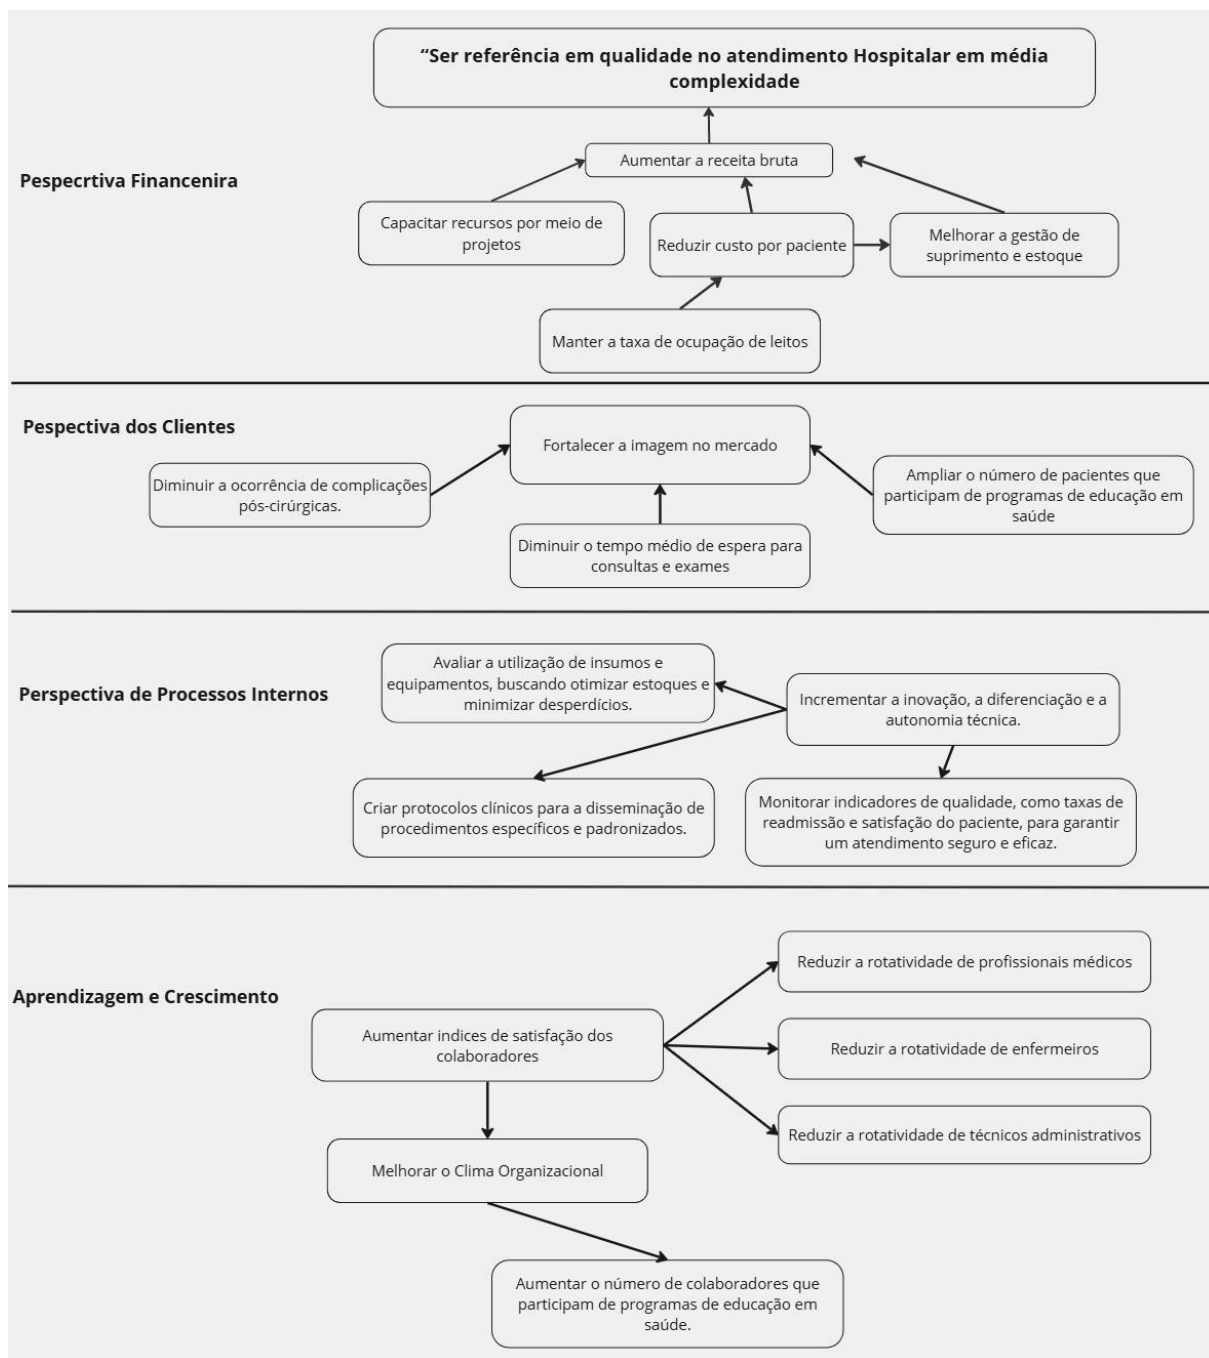 “Ser referência em qualidade no atendimento Hospitalar em média
complexidade
Pespecrtiva Financenira
Aumentar a receita bruta
Capacitar recursos por meio de
projetos
Reduzir custo por paciente
Melhorar a gestão de
suprimento e estoque
Manter a taxa de ocupação de leitos
Pespectiva dos Clientes
Fortalecer a imagem no mercado
Diminuir a ocorrência de complicações
pós-cirúrgicas.
Ampliar o número de pacientes que
participam de programas de educação em
saúde
Diminuir o tempo médio de espera para
consultas e exames
Perspectiva de Processos Internos
Avaliar a utilização de insumos e
equipamentos, buscando otimizar estoques e
minimizar desperdícios.
Incrementar a inovação, a diferenciação e a
autonomia técnica.
Criar protocolos clínicos para a disseminação de
procedimentos específicos e padronizados.
Monitorar indicadores de qualidade, como taxas de
readmissão e satisfação do paciente, para garantir
um atendimento seguro e eficaz.
Aprendizagem e Crescimento
Reduzir a rotatividade de profissionais médicos
Aumentar indices de satisfação dos
colaboradores
Reduzir a rotatividade de enfermeiros
Reduzir a rotatividade de técnicos administrativos
Melhorar o Clima Organizacional
Aumentar o número de colaboradores que
participam de programas de educação em
saúde.